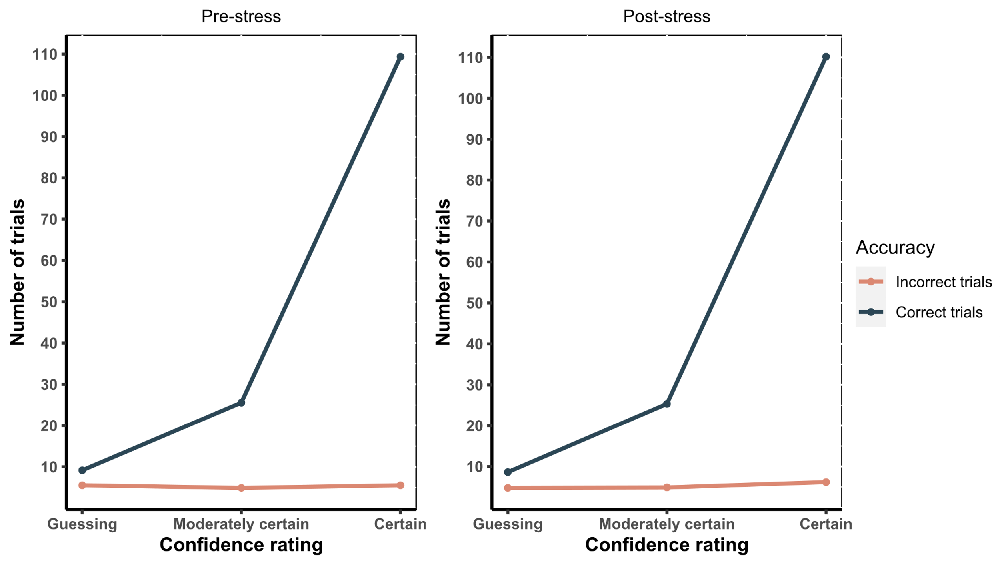 Pre-stress
110
100
90
80
70
60
50
40
30
20
10
Number of trials
Guessing Moderately certain Certain
Confidence rating
Post-stress
110
100
90
80
70
60
50
40
30
20
10
Number of trials
Guessing Moderately certain Certain
Confidence rating
Accuracy
Incorrect trials
Correct trials